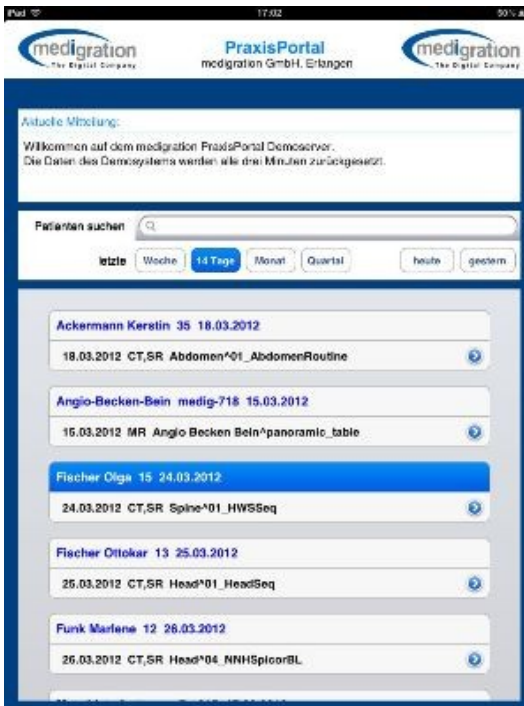 iPad 17:02 50%
medigration PraxisPortal medigration
The Digital Company medigration GmbH, Erlangen The Digital Company
Aktuelle Mitteilung:
Willkommen auf dem medigration PraxisPortal Demoserver.
Die Daten des Demosystems werden alle drei Minuten zurückgesetzt.
Patienten suchen
letzte Woche 14 Tage Monat Quartal heute gestern
Ackermann Kerstin 35 18.03.2012
18.03.2012 CT,SR Abdomen^01_AbdomenRoutine
Angio-Becken-Bein medig-718 15.03.2012
15.03.2012 MR Angio Becken Bein^panoramic_table
Fischer Olga 15 24.03.2012
24.03.2012 CT,SR Spine^01_HWSSeq
Fischer Ottokar 13 25.03.2012
25.03.2012 CT,SR Head^01_HeadSeq
Funk Marlene 12 26.03.2012
26.03.2012 CT,SR Head^04_NNHSpicorBL